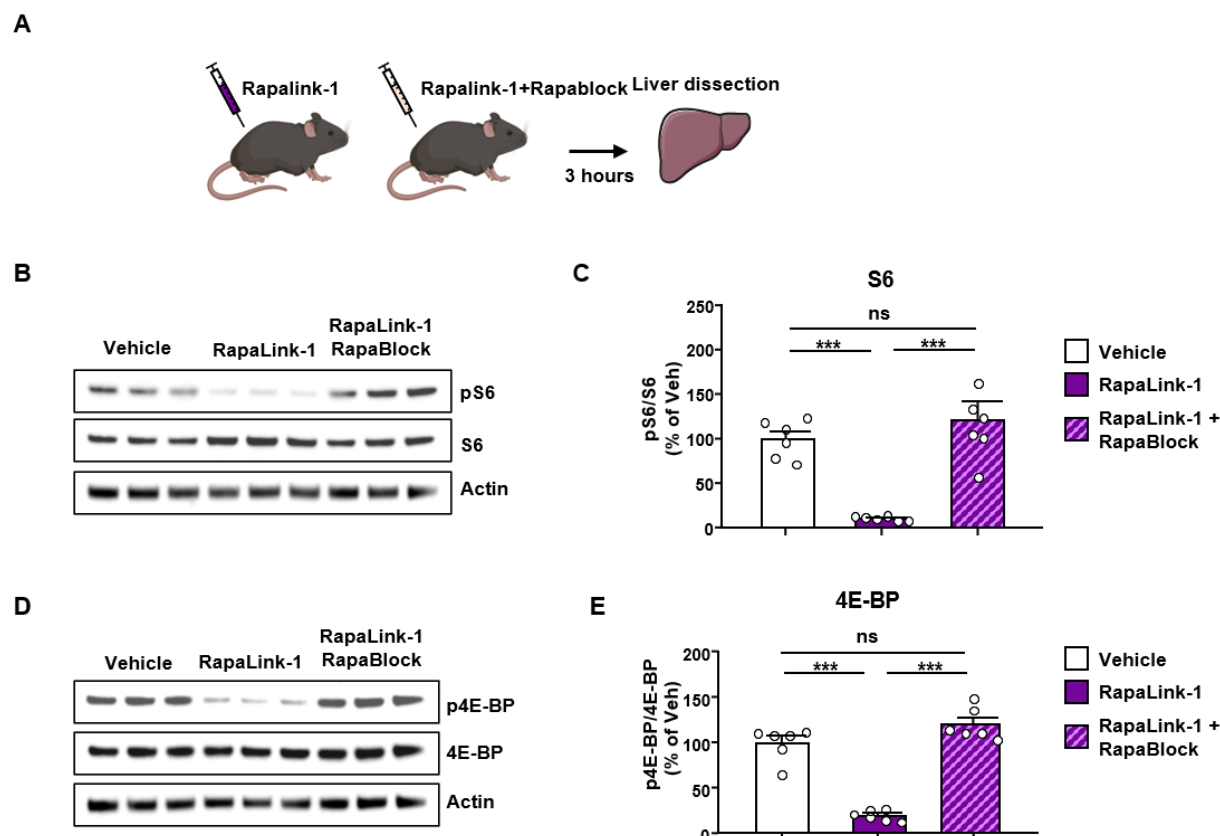 A
Rapalink-1
Rapalink-1+Rapablock
Liver dissection
3 hours
B
Vehicle
RapaLink-1
RapaLink-1
RapaBlock
pS6
S6
Actin
C
S6
ns
***
***
pS6/S6
(% of Veh)
250
200
150
100
50
0
Vehicle
RapaLink-1
RapaLink-1 +
RapaBlock
D
Vehicle
RapaLink-1
RapaLink-1
RapaBlock
p4E-BP
4E-BP
Actin
E
4E-BP
ns
***
***
p4E-BP/4E-BP
(% of Veh)
200
150
100
50
0
Vehicle
RapaLink-1
RapaLink-1 +
RapaBlock